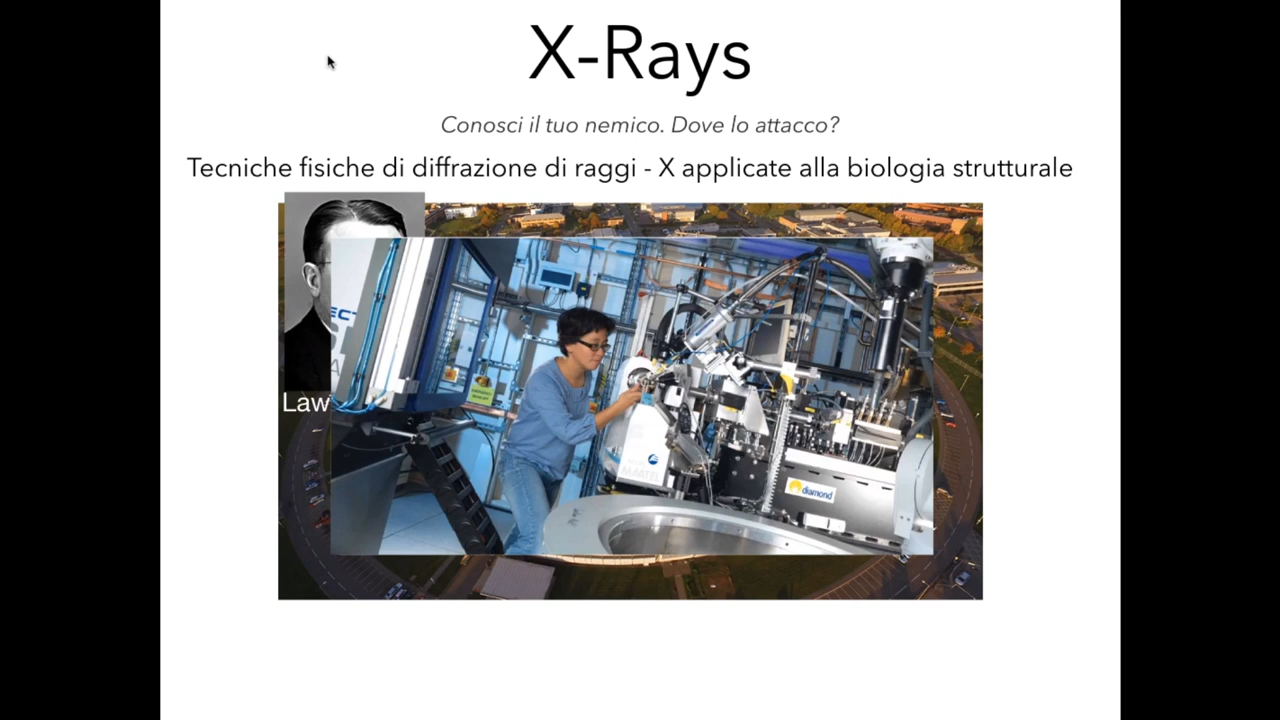 X-Rays
Conosci il tuo nemico. Dove lo attacco?
Tecniche fisiche di diffrazione di raggi - X applicate alla biologia strutturale
Law
diamond